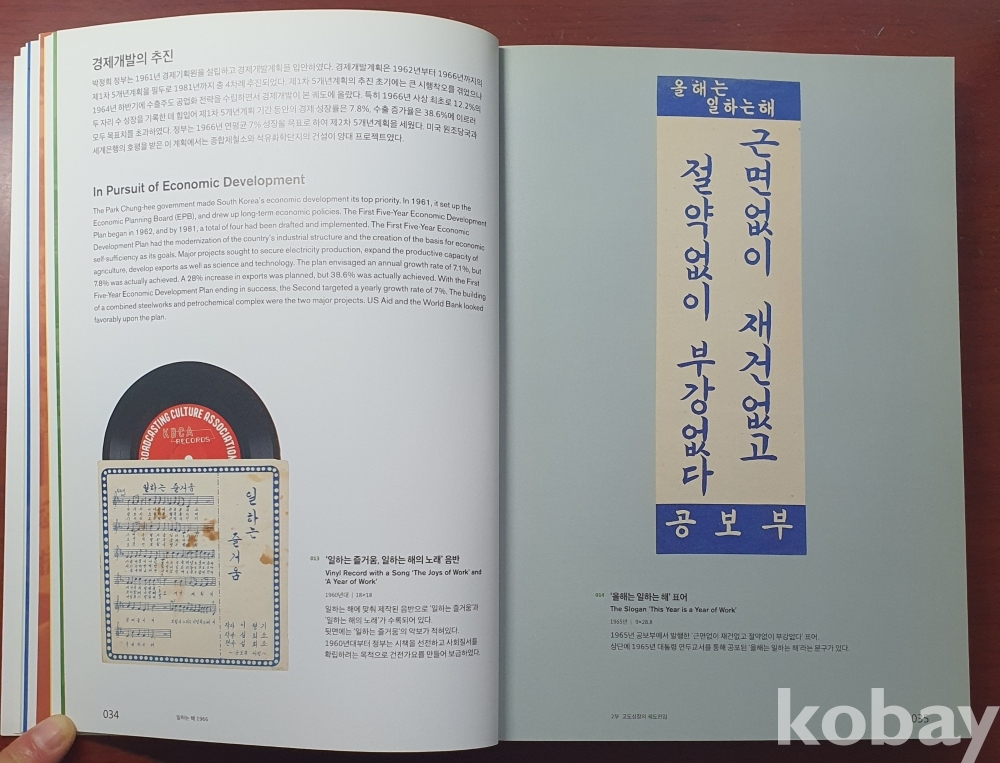 경제개발의 추진
박정희 정부는 1961년 경제기획원을 설립하고 경제개발계획을 입안하였다. 경제개발계획은 1962년부터 1966년까지의
제1차 5개년계획을 필두로 1981년까지 총 4차례 추진되었다. 제1차 5개년계획의 추진 초기에는 큰 시행착오를 겪었으나
1964년 하반기에 수출주도 공업화 전략을 수립하면서 경제개발이 본 궤도에 올랐다. 특히 1966년 사상 최초로 12.2%의
두 자리 수 성장을 기록한 데 힘입어 제1차 5개년계획 기간 동안의 경제 성장률은 7.8%, 수출 증가율은 38.6%에 이르러
모두 목표치를 초과하였다. 정부는 1966년 연평균 7% 성장을 목표로 하여 제2차 5개년계획을 세웠다. 미국 원조당국과
세계은행의 호평을 받은 이 계획에서는 종합제철소와 석유화학단지의 건설이 양대 프로젝트였다.
In Pursuit of Economic Development
The Park Chung-hee government made South Korea's economic development its top priority. In 1961, it set up the
Economic Planning Board (EPB), and drew up long-term economic policies. The First Five-Year Economic Development
Plan began in 1962, and by 1981, a total of four had been drafted and implemented. The First Five-Year Economic
Development Plan had the modernization of the country's industrial structure and the creation of the basis for economic
self-sufficiency as its goals. Major projects sought to secure electricity production, expand the productive capacity of
agriculture, develop exports as well as science and technology. The plan envisaged an annual growth rate of 7.1%, but
7.8% was actually achieved. A 28% increase in exports was planned, but 38.6% was actually achieved. With the First
Five-Year Economic Development Plan ending in success, the Second targeted a yearly growth rate of 7%. The building
of a combined steelworks and petrochemical complex were the two major projects. US Aid and the World Bank looked
favorably upon the plan.
BROADCASTING CULTURE ASSOCIATION
KBCA
RECORDS
일하는 즐거움
일하는
즐거움
013 '일하는 즐거움, 일하는 해의 노래' 음반
Vinyl Record with a Song 'The Joys of Work' and
'A Year of Work'
1960년대 | 18×18
일하는 해에 맞춰 제작된 음반으로 '일하는 즐거움'과
'일하는 해의 노래'가 수록되어 있다.
뒷면에는 '일하는 즐거움'의 악보가 적혀있다.
1960년대부터 정부는 시책을 선전하고 사회질서를
확립하려는 목적으로 건전가요를 만들어 보급하였다.
034
일하는 해 1966
올해는
일하는해
근면없이 재건없고
절약없이 부강없다
공보부
014 '올해는 일하는 해' 표어
The Slogan 'This Year is a Year of Work'
1965년 | 9×28.8
1965년 공보부에서 발행한 '근면없이 재건없고 절약없이 부강없다' 표어.
상단에 1965년 대통령 연두교서를 통해 공포된 '올해는 일하는 해'라는 문구가 있다.
2부 고도성장의 궤도진입
035
kobay